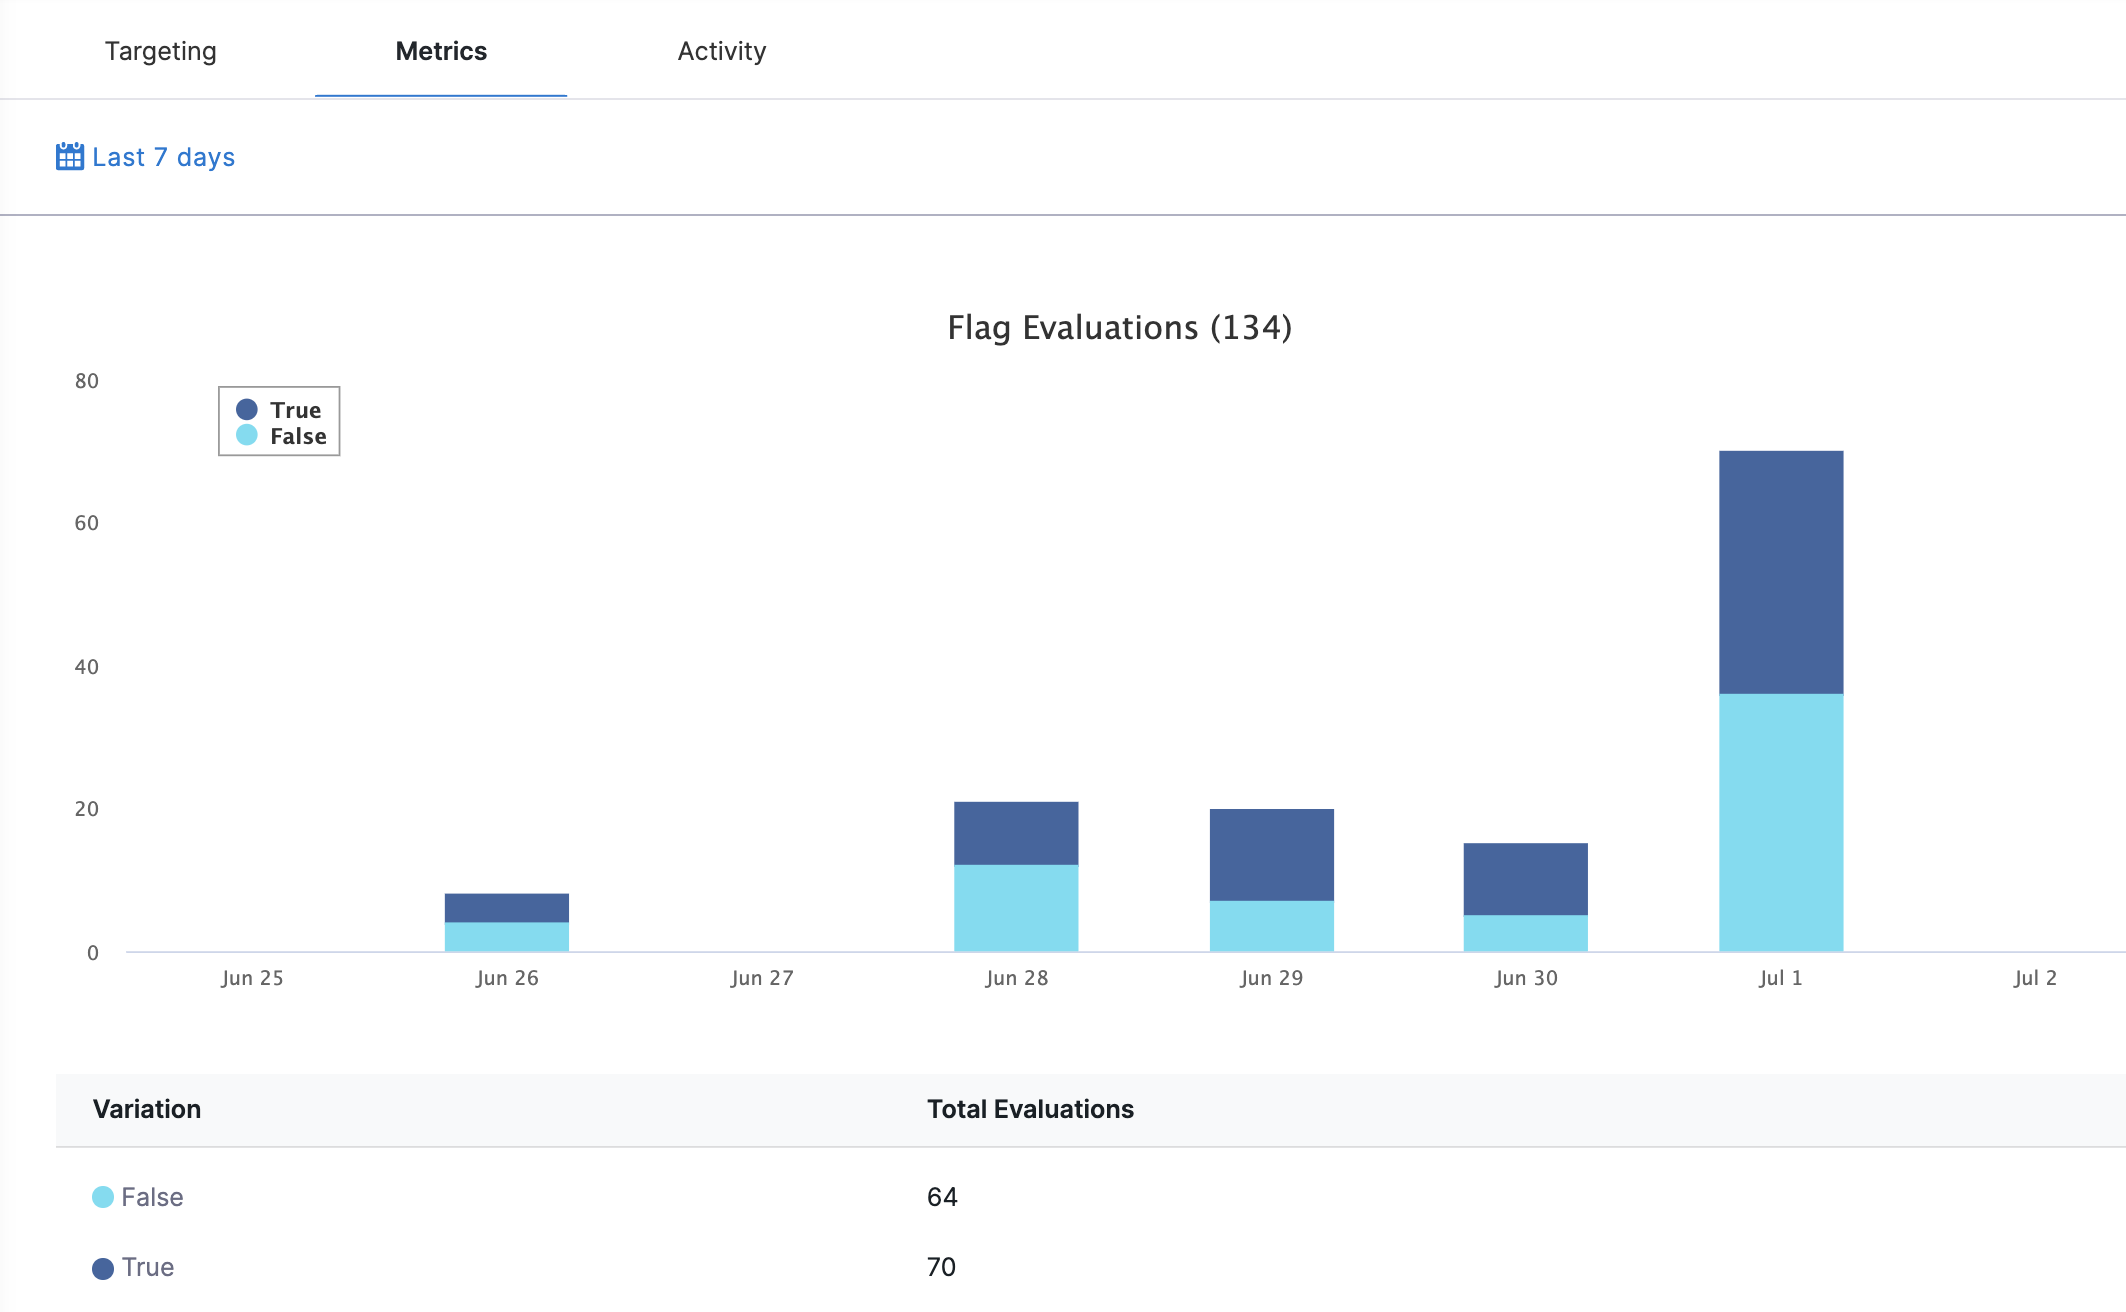 Targeting Metrics Activity
Last 7 days
Flag Evaluations (134)
80
True
False
60
40
20
0
Jun 25 Jun 26 Jun 27 Jun 28 Jun 29 Jun 30 Jul 1 Jul 2
Variation Total Evaluations
False 64
True 70